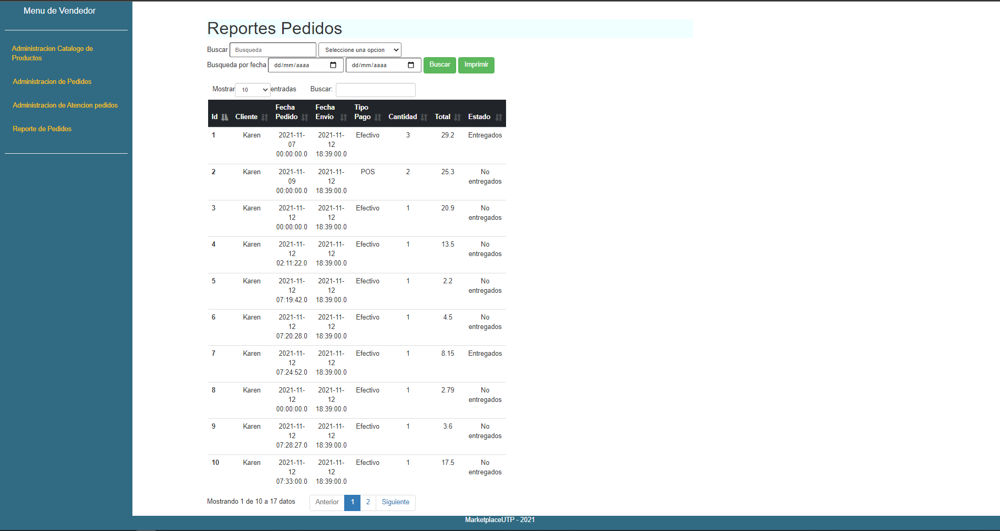 Menu de Vendedor
Administracion Catalogo de
Productos
Administracion de Pedidos
Administracion de Atencion pedidos
Reporte de Pedidos
Reportes Pedidos
Buscar Busqueda Seleccione una opcion
Busqueda por fecha dd/mm/aaaa dd/mm/aaaa Buscar Imprimir
Mostrar 10 entradas Buscar:
Id Cliente Fecha Pedido Fecha Envio Tipo Pago Cantidad Total Estado
1 Karen 2021-11-07 00:00:00.0 2021-11-12 18:39:00.0 Efectivo 3 29.2 Entregados
2 Karen 2021-11-09 00:00:00.0 2021-11-12 18:39:00.0 POS 2 25.3 No entregados
3 Karen 2021-11-12 00:00:00.0 2021-11-12 18:39:00.0 Efectivo 1 20.9 No entregados
4 Karen 2021-11-12 02:11:22.0 2021-11-12 18:39:00.0 Efectivo 1 13.5 No entregados
5 Karen 2021-11-12 07:19:42.0 2021-11-12 18:39:00.0 Efectivo 1 2.2 No entregados
6 Karen 2021-11-12 07:20:28.0 2021-11-12 18:39:00.0 Efectivo 1 4.5 No entregados
7 Karen 2021-11-12 07:24:52.0 2021-11-12 18:39:00.0 Efectivo 1 8.15 Entregados
8 Karen 2021-11-12 00:00:00.0 2021-11-12 18:39:00.0 Efectivo 1 2.79 No entregados
9 Karen 2021-11-12 07:28:27.0 2021-11-12 18:39:00.0 Efectivo 1 3.6 No entregados
10 Karen 2021-11-12 07:33:00.0 2021-11-12 18:39:00.0 Efectivo 1 17.5 No entregados
Mostrando 1 de 10 a 17 datos Anterior 1 2 Siguiente
MarketplaceUTP - 2021